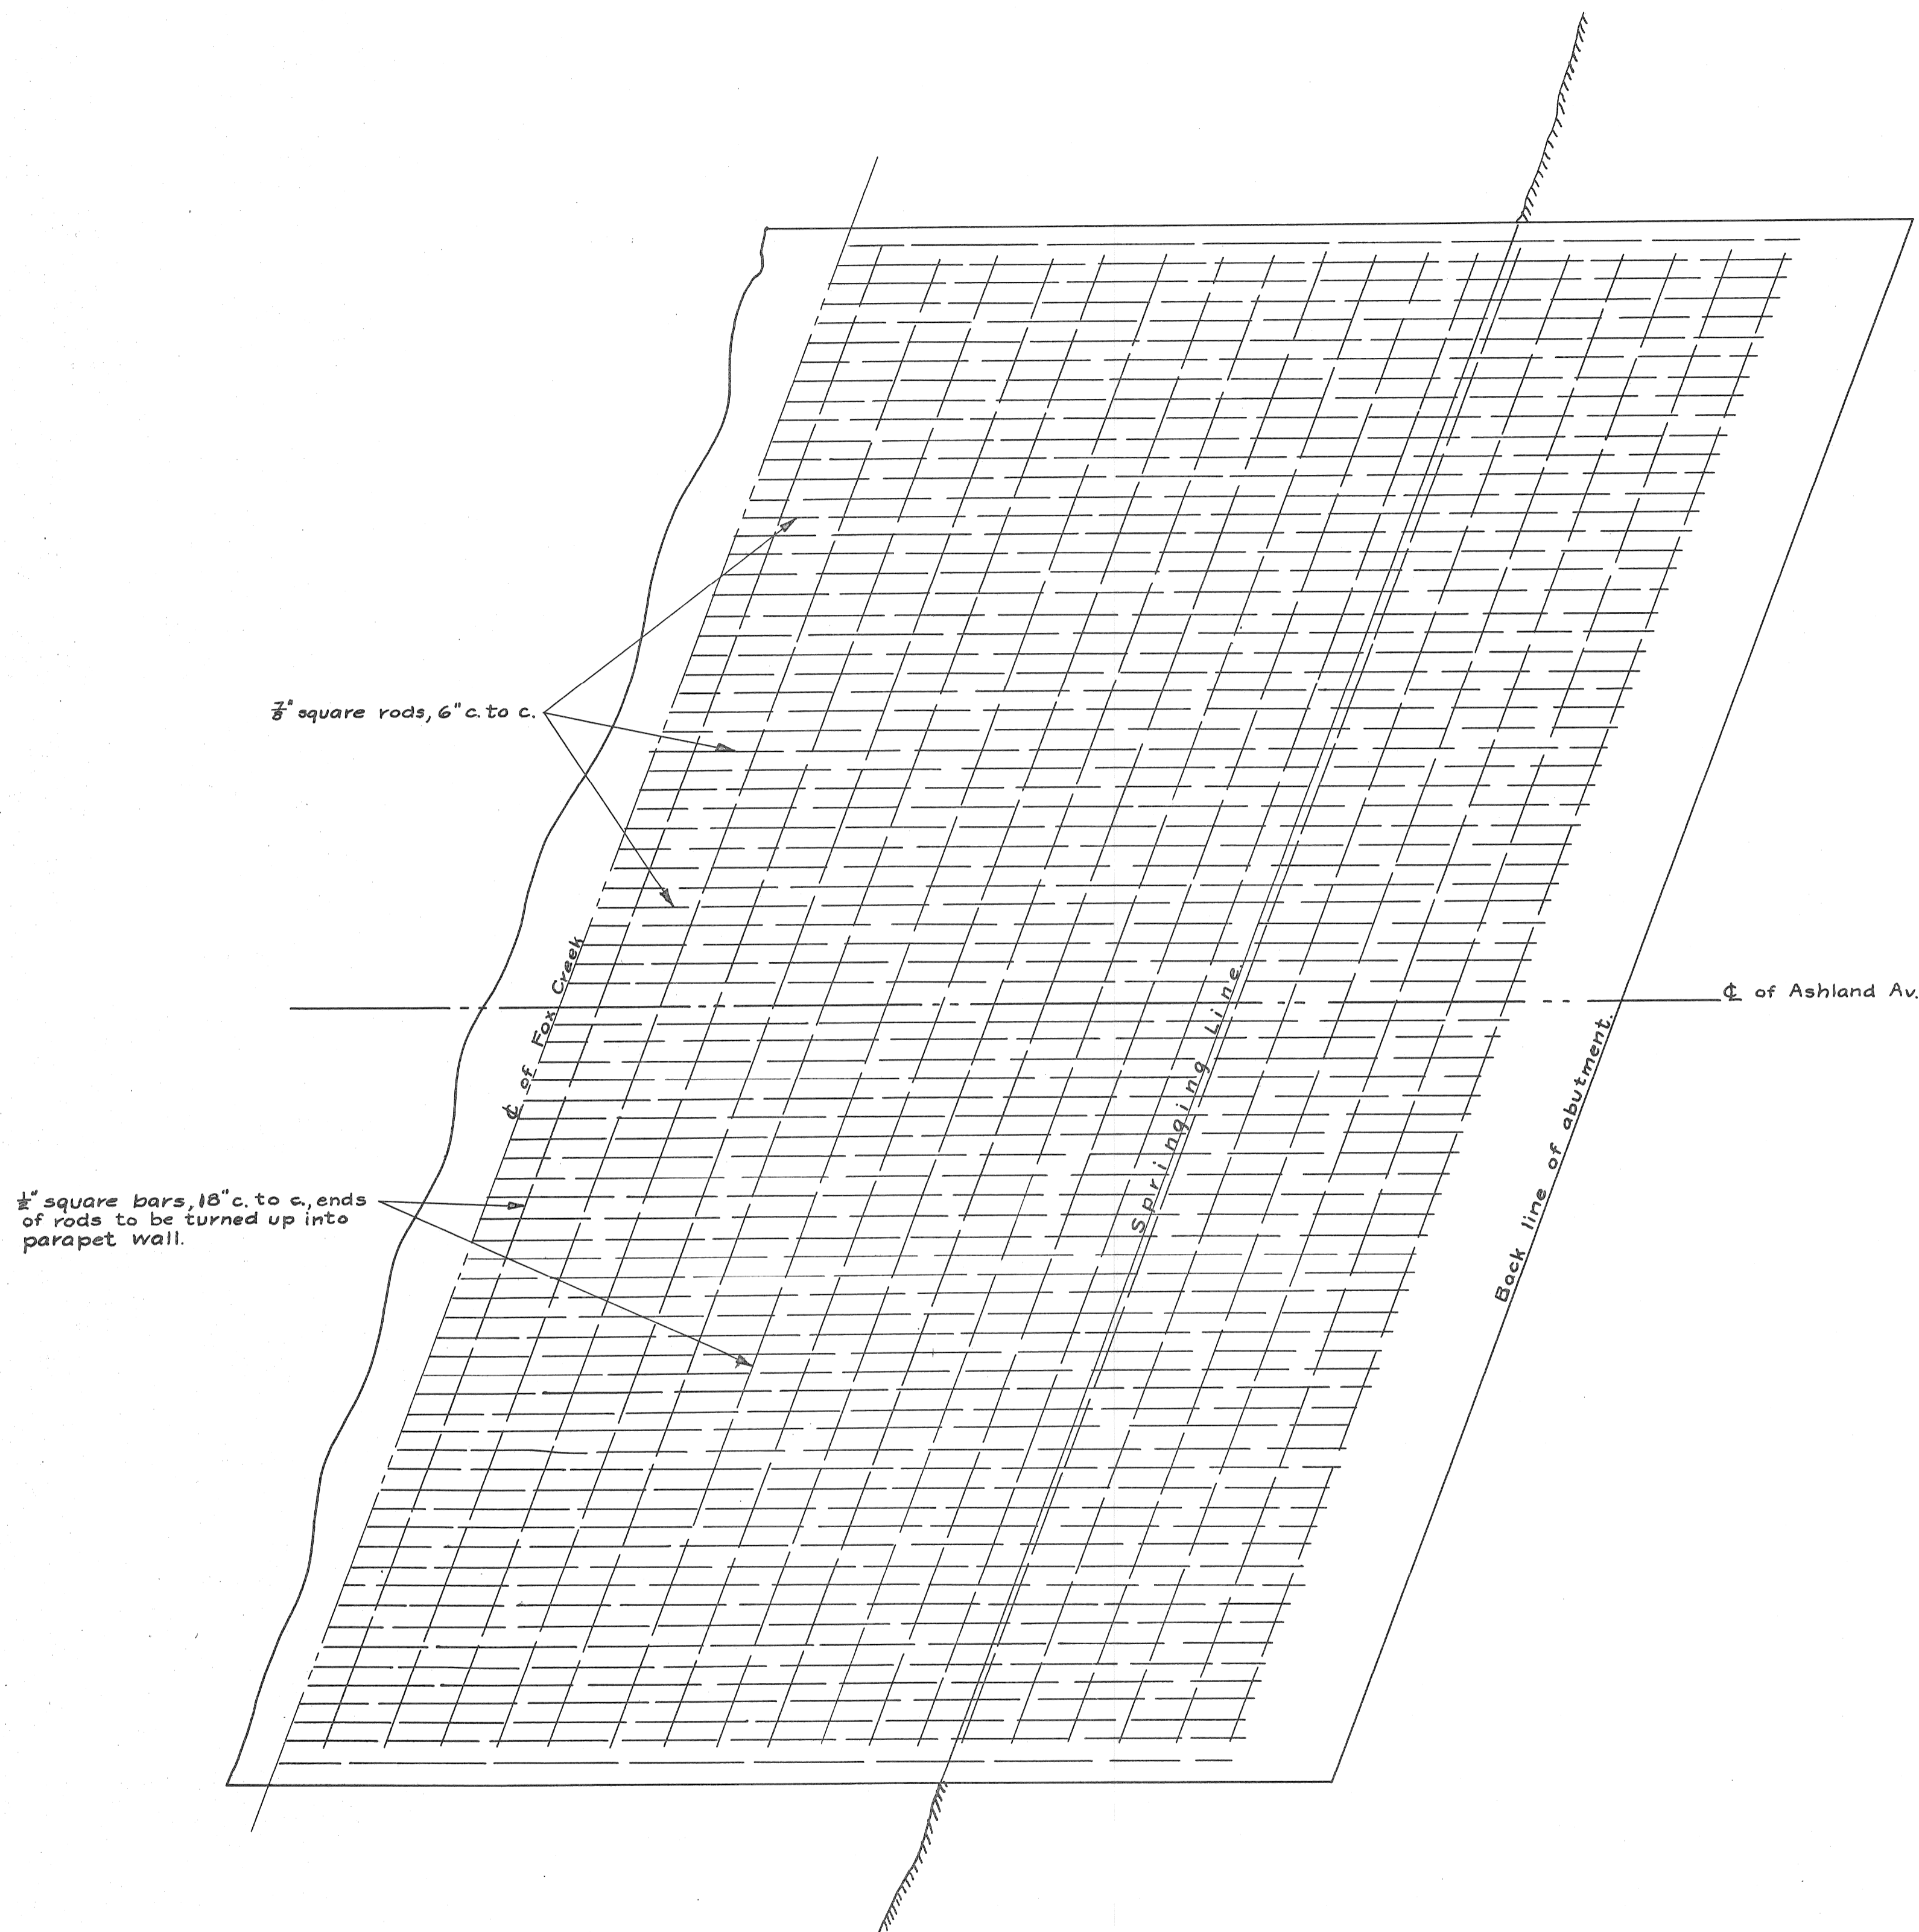 ⅞" square rods, 6" c. to c.
℄ of Fox Creek
Springing Line.
℄ of Ashland Av.
Back line of abutment.
½" square bars, 18" c. to c., ends
of rods to be turned up into
parapet wall.